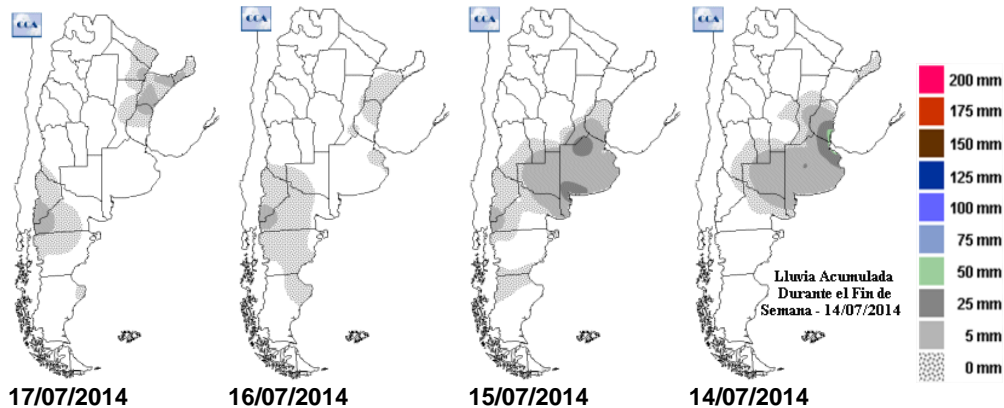 CCA
CCA
CCA
CCA
200 mm
175 mm
150 mm
125 mm
100 mm
75 mm
50 mm
25 mm
5 mm
0 mm
Lluvia Acumulada
Durante el Fin de
Semana - 14/07/2014
17/07/2014
16/07/2014
15/07/2014
14/07/2014